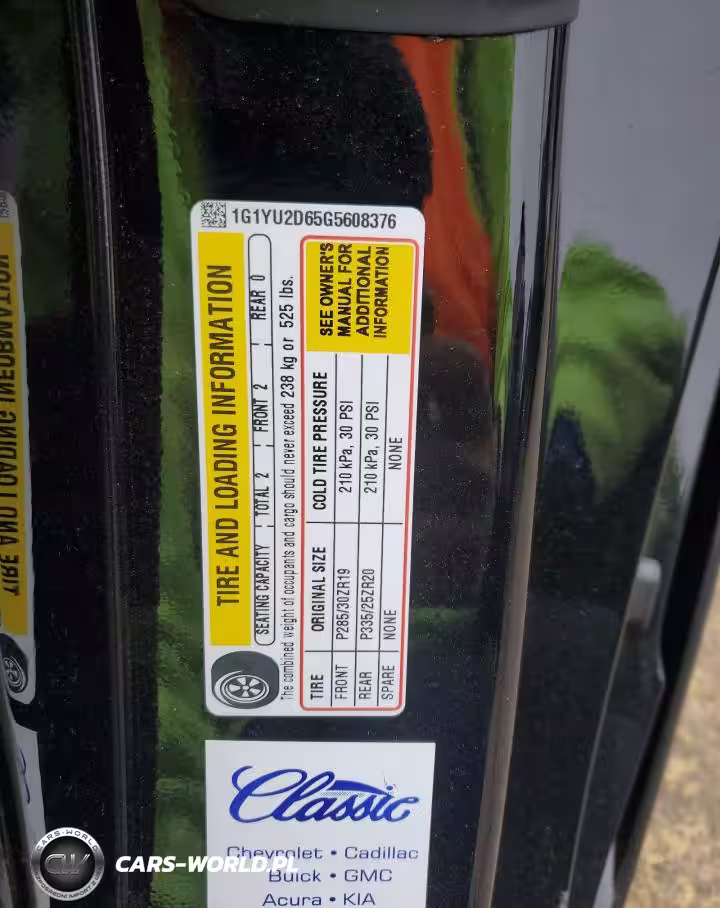 1G1YU2D65G5608376
TIRE AND LOADING INFORMATION
SEATING CAPACITY TOTAL 2 FRONT 2 REAR 0
The combined weight of occupants and cargo should never exceed 238 kg or 525 lbs.
TIRE ORIGINAL SIZE COLD TIRE PRESSURE
FRONT P285/30ZR19 210 kPa, 30 PSI
REAR P335/25ZR20 210 kPa, 30 PSI
SPARE NONE NONE
SEE OWNER'S
MANUAL FOR
ADDITIONAL
INFORMATION
Classic
Chevrolet • Cadillac
Buick • GMC
Acura • KIA
CARS-WORLD.PL
CARS-WORLD
CW